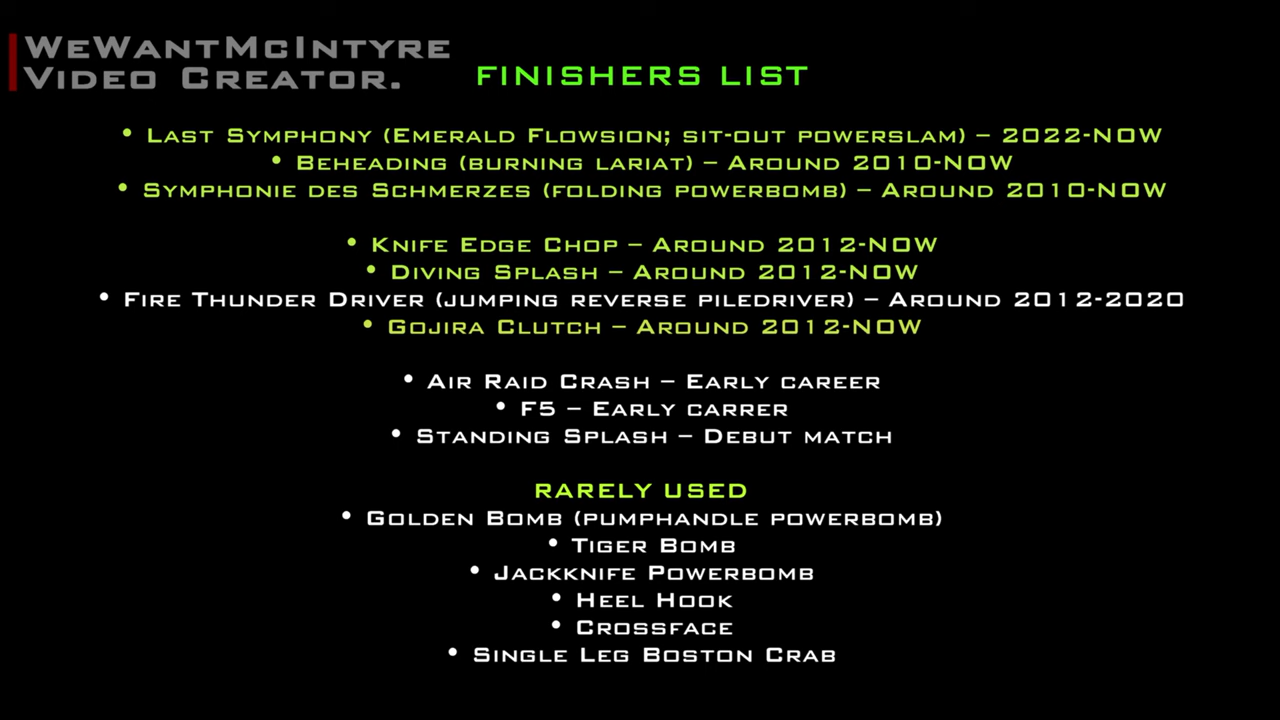 WeWantMcIntyre
Video Creator.
FINISHERS LIST
• Last Symphony (Emerald Flowsion; sit-out powerslam) – 2022-NOW
• Beheading (burning lariat) – Around 2010-NOW
• Symphonie des Schmerzes (folding powerbomb) – Around 2010-NOW
• Knife Edge Chop – Around 2012-NOW
• Diving Splash – Around 2012-NOW
• Fire Thunder Driver (jumping reverse piledriver) – Around 2012-2020
• Gojira Clutch – Around 2012-NOW
• Air Raid Crash – Early career
• F5 – Early carrer
• Standing Splash – Debut match
RARELY USED
• Golden Bomb (pumphandle powerbomb)
• Tiger Bomb
• Jackknife Powerbomb
• Heel Hook
• Crossface
• Single Leg Boston Crab